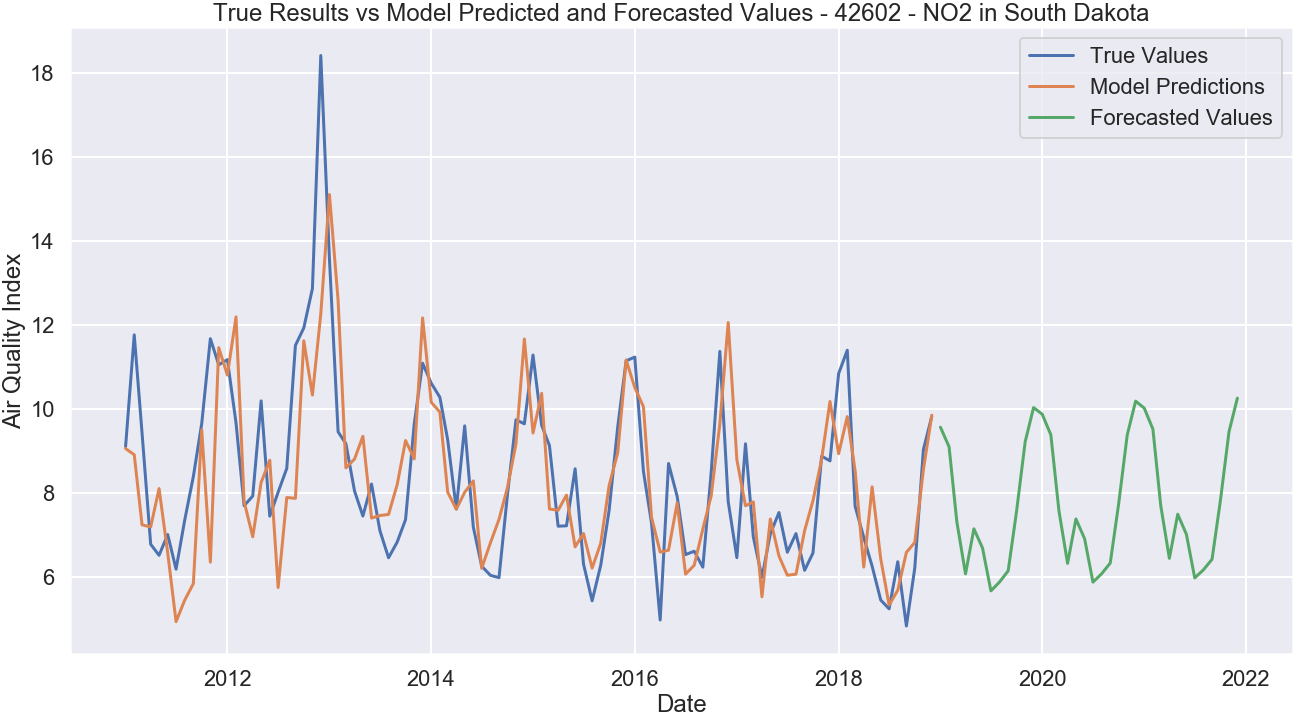 True Results vs Model Predicted and Forecasted Values - 42602 - NO2 in South Dakota
True Values
Model Predictions
Forecasted Values
Air Quality Index
18
16
14
12
10
8
6
2012 2014 2016 2018 2020 2022
Date